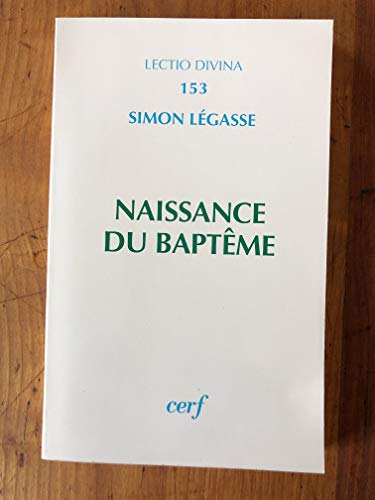 LECTIO DIVINA
153
SIMON LÉGASSE
NAISSANCE
DU BAPTÊME
cerf